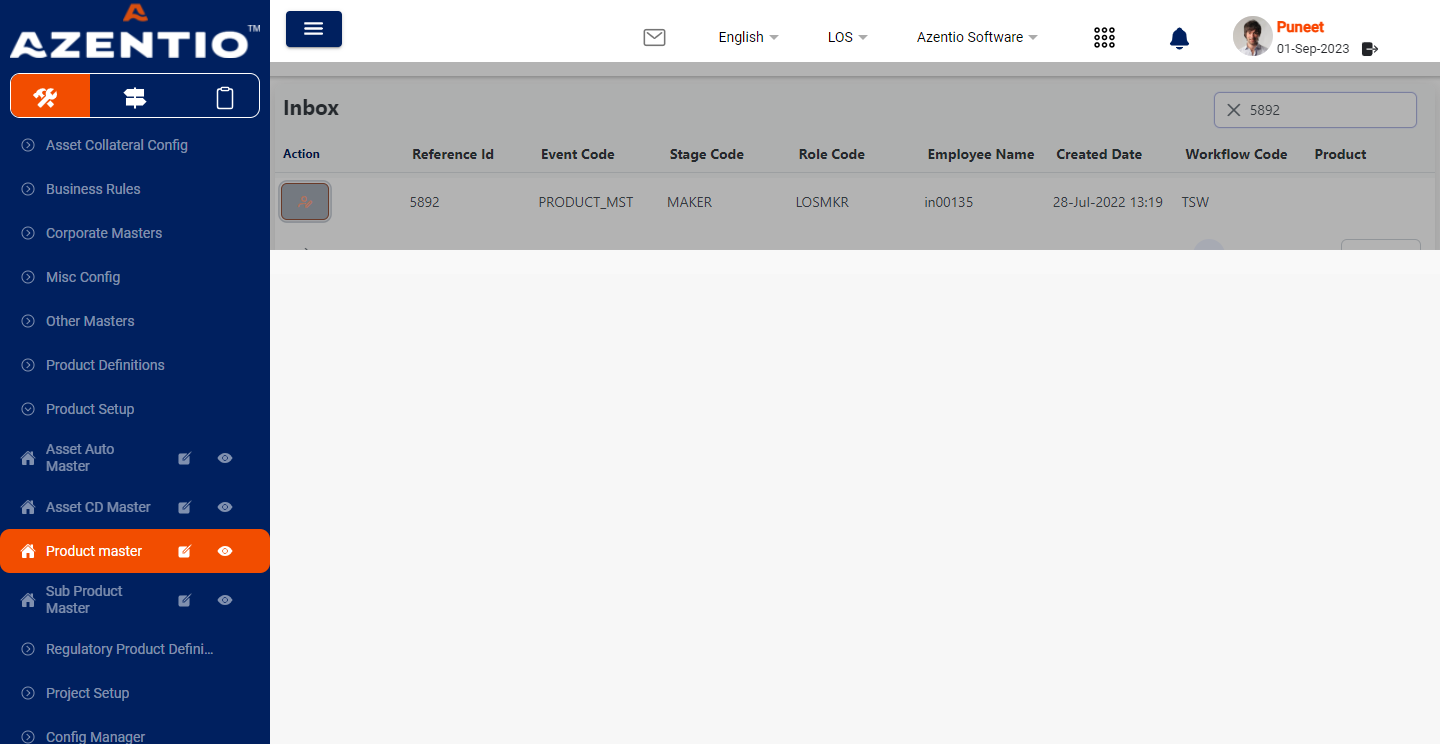 AZENTIO™
English
LOS
Azentio Software
Puneet
01-Sep-2023
Asset Collateral Config
Business Rules
Corporate Masters
Misc Config
Other Masters
Product Definitions
Product Setup
Asset Auto
Master
Asset CD Master
Product master
Sub Product
Master
Regulatory Product Defini...
Project Setup
Config Manager
Inbox
5892
Action Reference Id Event Code Stage Code Role Code Employee Name Created Date Workflow Code Product
5892 PRODUCT_MST MAKER LOSMKR in00135 28-Jul-2022 13:19 TSW